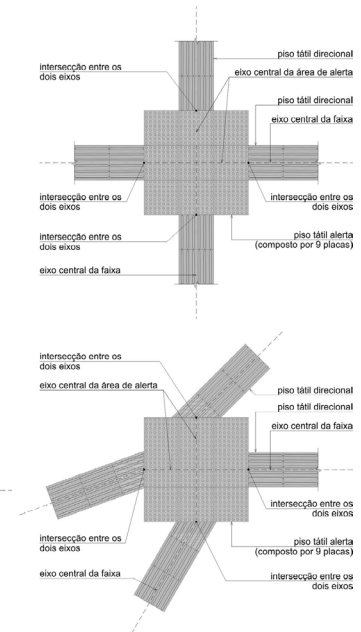 piso tátil direcional
intersecção entre os
dois eixos
eixo central da área de alerta
piso tátil direcional
eixo central da faixa
intersecção entre os
dois eixos
intersecção entre os
dois eixos
intersecção entre os
dois eixos
piso tátil alerta
(composto por 9 placas)
eixo central da faixa
intersecção entre os
dois eixos
eixo central da área de alerta
piso tátil direcional
piso tátil direcional
eixo central da faixa
intersecção entre os
dois eixos
intersecção entre os
dois eixos
piso tátil alerta
(composto por 9 placas)
eixo central da faixa
intersecção entre os
dois eixos